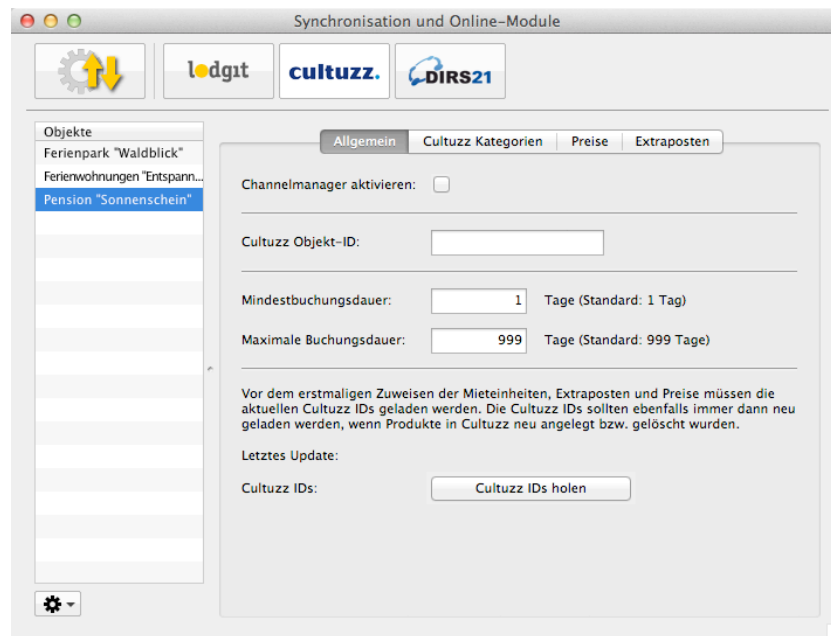 Synchronisation und Online-Module
lodgit cultuzz. DIRS21
Objekte
Ferienpark "Waldblick"
Ferienwohnungen "Entspann...
Pension "Sonnenschein"
Allgemein Cultuzz Kategorien Preise Extraposten
Channelmanager aktivieren:
Cultuzz Objekt-ID:
Mindestbuchungsdauer: 1 Tage (Standard: 1 Tag)
Maximale Buchungsdauer: 999 Tage (Standard: 999 Tage)
Vor dem erstmaligen Zuweisen der Mieteinheiten, Extraposten und Preise müssen die
aktuellen Cultuzz IDs geladen werden. Die Cultuzz IDs sollten ebenfalls immer dann neu
geladen werden, wenn Produkte in Cultuzz neu angelegt bzw. gelöscht wurden.
Letztes Update:
Cultuzz IDs: Cultuzz IDs holen